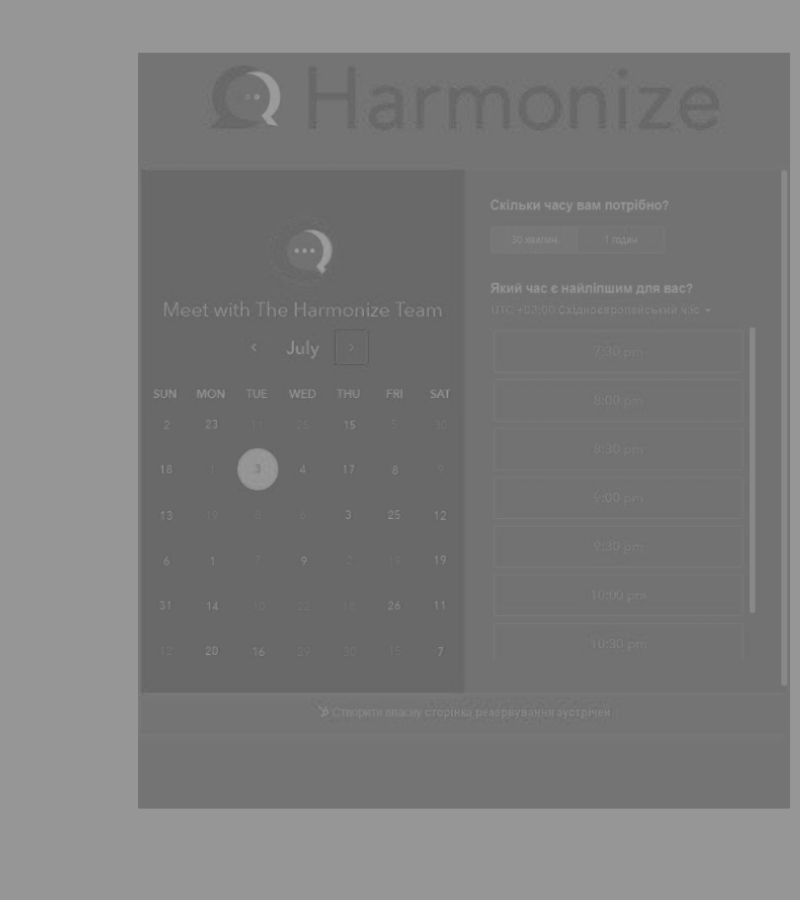 Harmonize
Meet with The Harmonize Team
July
SUN MON TUE WED THU FRI SAT
2 23 11 25 15 5 30
18 1 3 4 17 8 9
13 19 5 6 3 25 12
6 1 7 9 2 19
31 14 10 22 18 26 11
12 20 16 29 30 15 7
Скільки часу вам потрібно?
30 хвилин 1 годин
Який час є найліпшим для вас?
UTC +03:00 Східноєвропейський час
7:30 pm
8:00 pm
8:30 pm
9:00 pm
9:30 pm
10:00 pm
10:30 pm
Створити власну сторінка резервування зустрічей